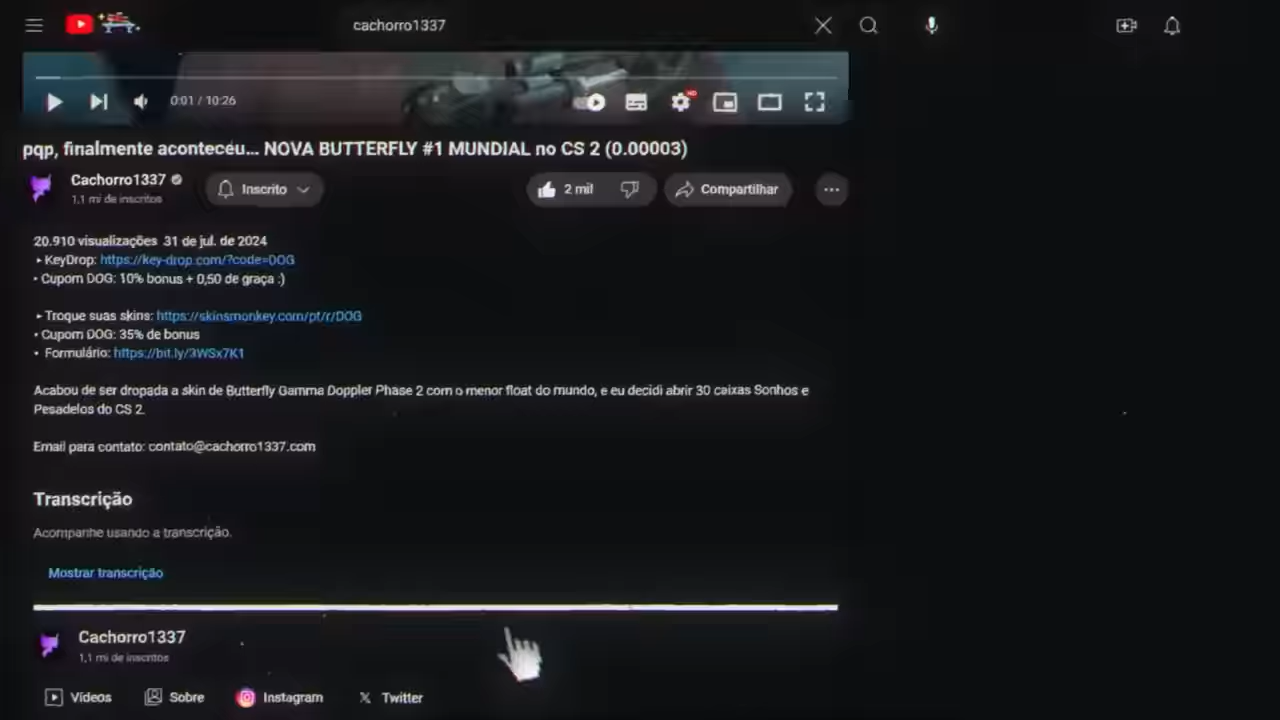 cachorro1337
0:01 / 10:26
HD
pqp, finalmente aconteceu... NOVA BUTTERFLY #1 MUNDIAL no CS 2 (0.00003)
Cachorro1337
1,1 mi de inscritos
Inscrito
2 mil
Compartilhar
20.910 visualizações 31 de jul. de 2024
▸ KeyDrop: https://key-drop.com/?code=DOG
• Cupom DOG: 10% bonus + 0,50 de graça :)
▸ Troque suas skins: https://skinsmonkey.com/pt/r/DOG
• Cupom DOG: 35% de bonus
• Formulário: https://bit.ly/3WSx7K1
Acabou de ser dropada a skin de Butterfly Gamma Doppler Phase 2 com o menor float do mundo, e eu decidi abrir 30 caixas Sonhos e
Pesadelos do CS 2.
Email para contato: contato@cachorro1337.com
Transcrição
Acompanhe usando a transcrição.
Mostrar transcrição
Cachorro1337
1,1 mi de inscritos
Vídeos
Sobre
Instagram
Twitter